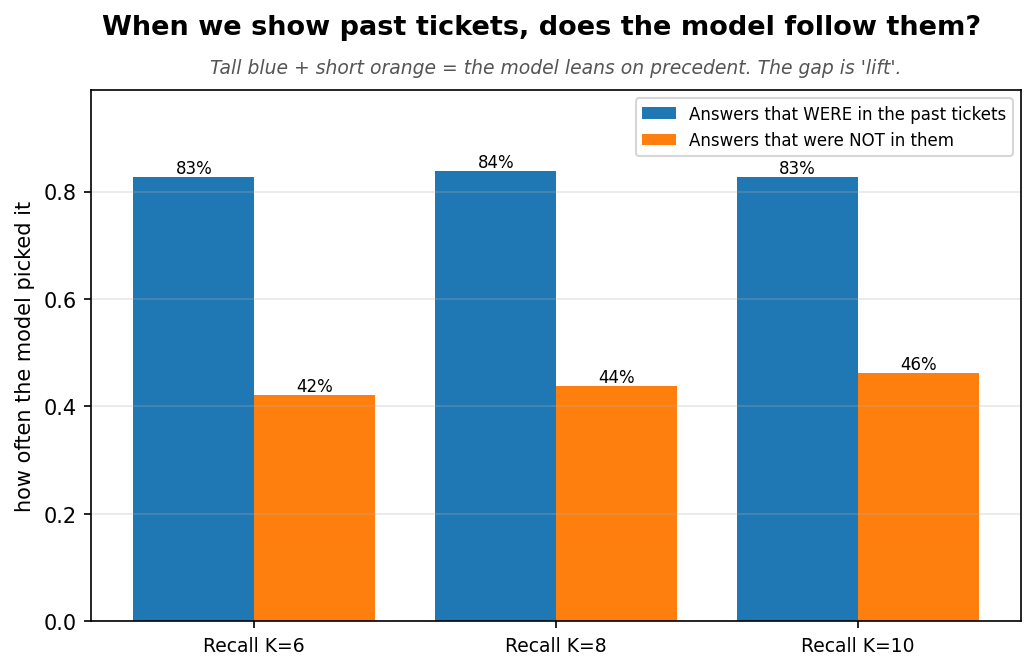 When we show past tickets, does the model follow them?
Tall blue + short orange = the model leans on precedent. The gap is 'lift'.
Answers that WERE in the past tickets
Answers that were NOT in them
how often the model picked it
0.8
0.6
0.4
0.2
0.0
83%
42%
84%
44%
83%
46%
Recall K=6
Recall K=8
Recall K=10